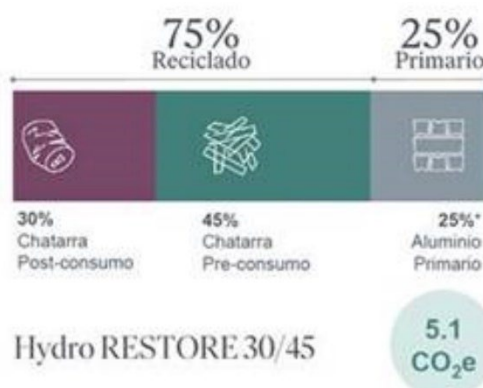 75%
Reciclado
25%
Primario
30%
Chatarra
Post-consumo
45%
Chatarra
Pre-consumo
25%*
Aluminio
Primario
Hydro RESTORE 30/45
5.1
CO₂e